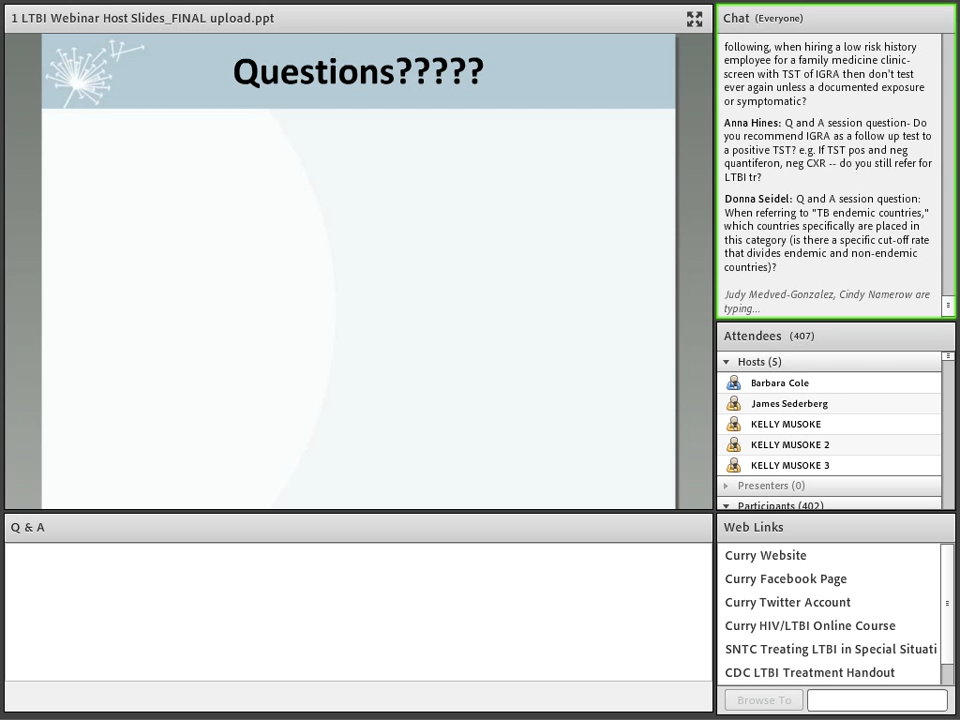 1 LTBI Webinar Host Slides_FINAL upload.ppt
Questions?????
Chat (Everyone)
following, when hiring a low risk history
employee for a family medicine clinic-
screen with TST of IGRA then don't test
ever again unless a documented exposure
or symptomatic?
Anna Hines: Q and A session question- Do
you recommend IGRA as a follow up test to
a positive TST? e.g. If TST pos and neg
quantiferon, neg CXR -- do you still refer for
LTBI tr?
Donna Seidel: Q and A session question:
When referring to "TB endemic countries,"
which countries specifically are placed in
this category (is there a specific cut-off rate
that divides endemic and non-endemic
countries)?
Judy Medved-Gonzalez, Cindy Namerow are
typing...
Attendees (407)
Hosts (5)
Barbara Cole
James Sederberg
KELLY MUSOKE
KELLY MUSOKE 2
KELLY MUSOKE 3
Presenters (0)
Participants (402)
Q & A
Web Links
Curry Website
Curry Facebook Page
Curry Twitter Account
Curry HIV/LTBI Online Course
SNTC Treating LTBI in Special Situati
CDC LTBI Treatment Handout
Browse To